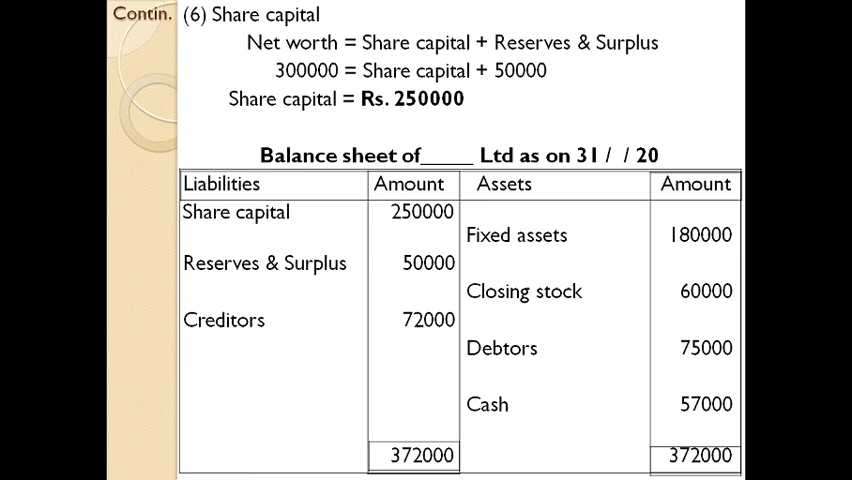 Contin.
(6) Share capital
Net worth = Share capital + Reserves & Surplus
300000 = Share capital + 50000
Share capital = Rs. 250000
Balance sheet of_____ Ltd as on 31 /  / 20
Liabilities Amount Assets Amount
Share capital 250000
Fixed assets 180000
Reserves & Surplus 50000
Closing stock 60000
Creditors 72000
Debtors 75000
Cash 57000
372000 372000